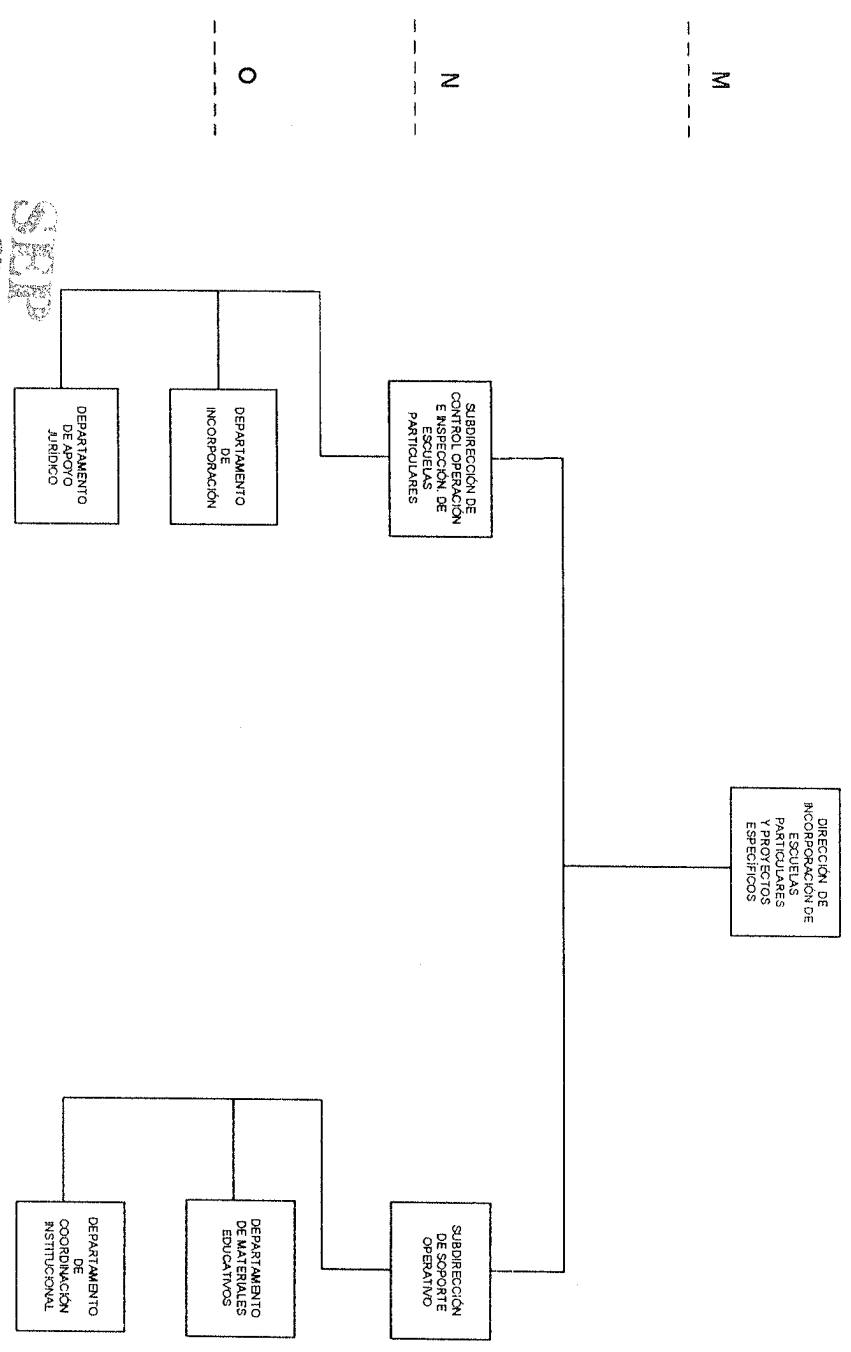 M
DIRECCIÓN DE
INCORPORACIÓN DE
ESCUELAS
PARTICULARES
Y PROYECTOS
ESPECÍFICOS
N
SUBDIRECCIÓN DE
CONTROL OPERACIÓN
E INSPECCIÓN. DE
ESCUELAS
PARTICULARES
SUBDIRECCIÓN
DE SOPORTE
OPERATIVO
O
DEPARTAMENTO
DE
INCORPORACIÓN
DEPARTAMENTO
DE MATERIALES
EDUCATIVOS
DEPARTAMENTO
DE APOYO
JURÍDICO
DEPARTAMENTO
DE
COORDINACIÓN
INSTITUCIONAL
SEP